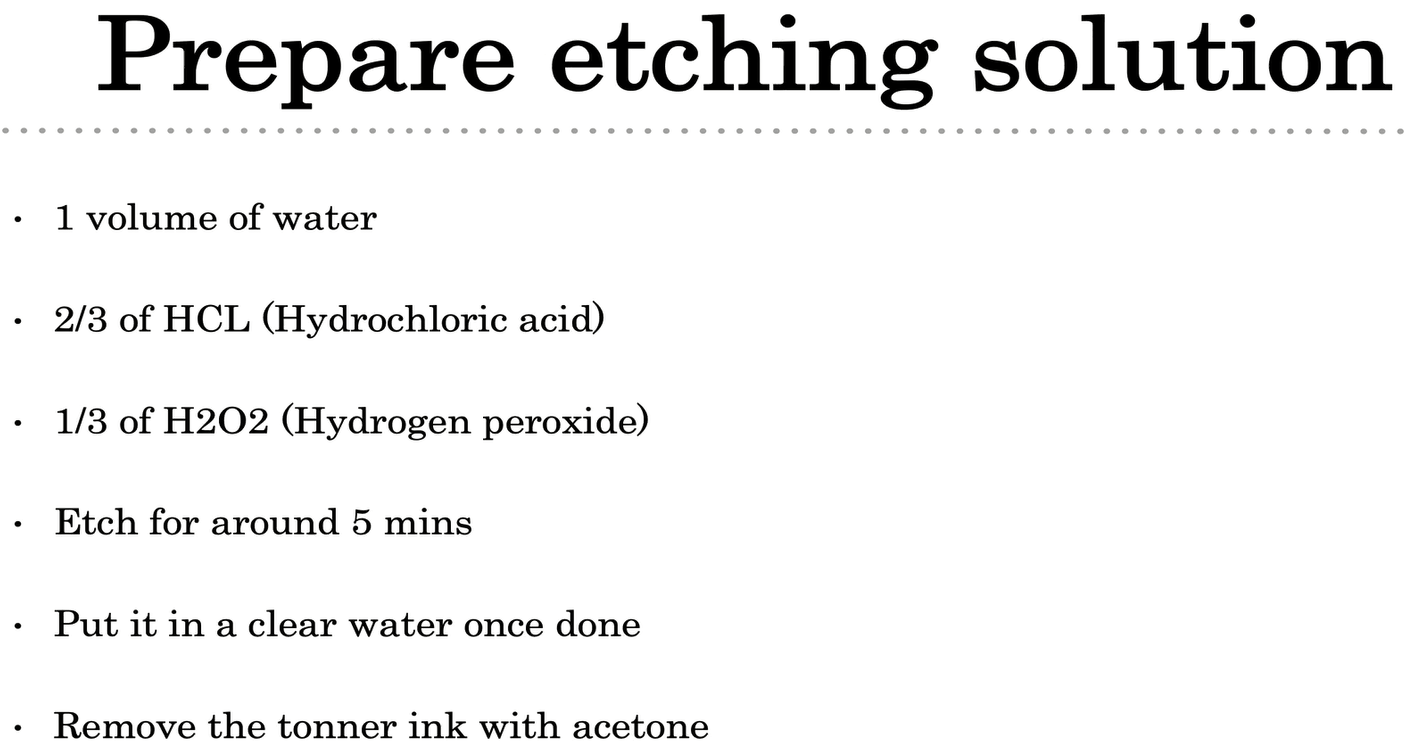 Prepare etching solution
· 1 volume of water
· 2/3 of HCL (Hydrochloric acid)
· 1/3 of H2O2 (Hydrogen peroxide)
· Etch for around 5 mins
· Put it in a clear water once done
· Remove the tonner ink with acetone